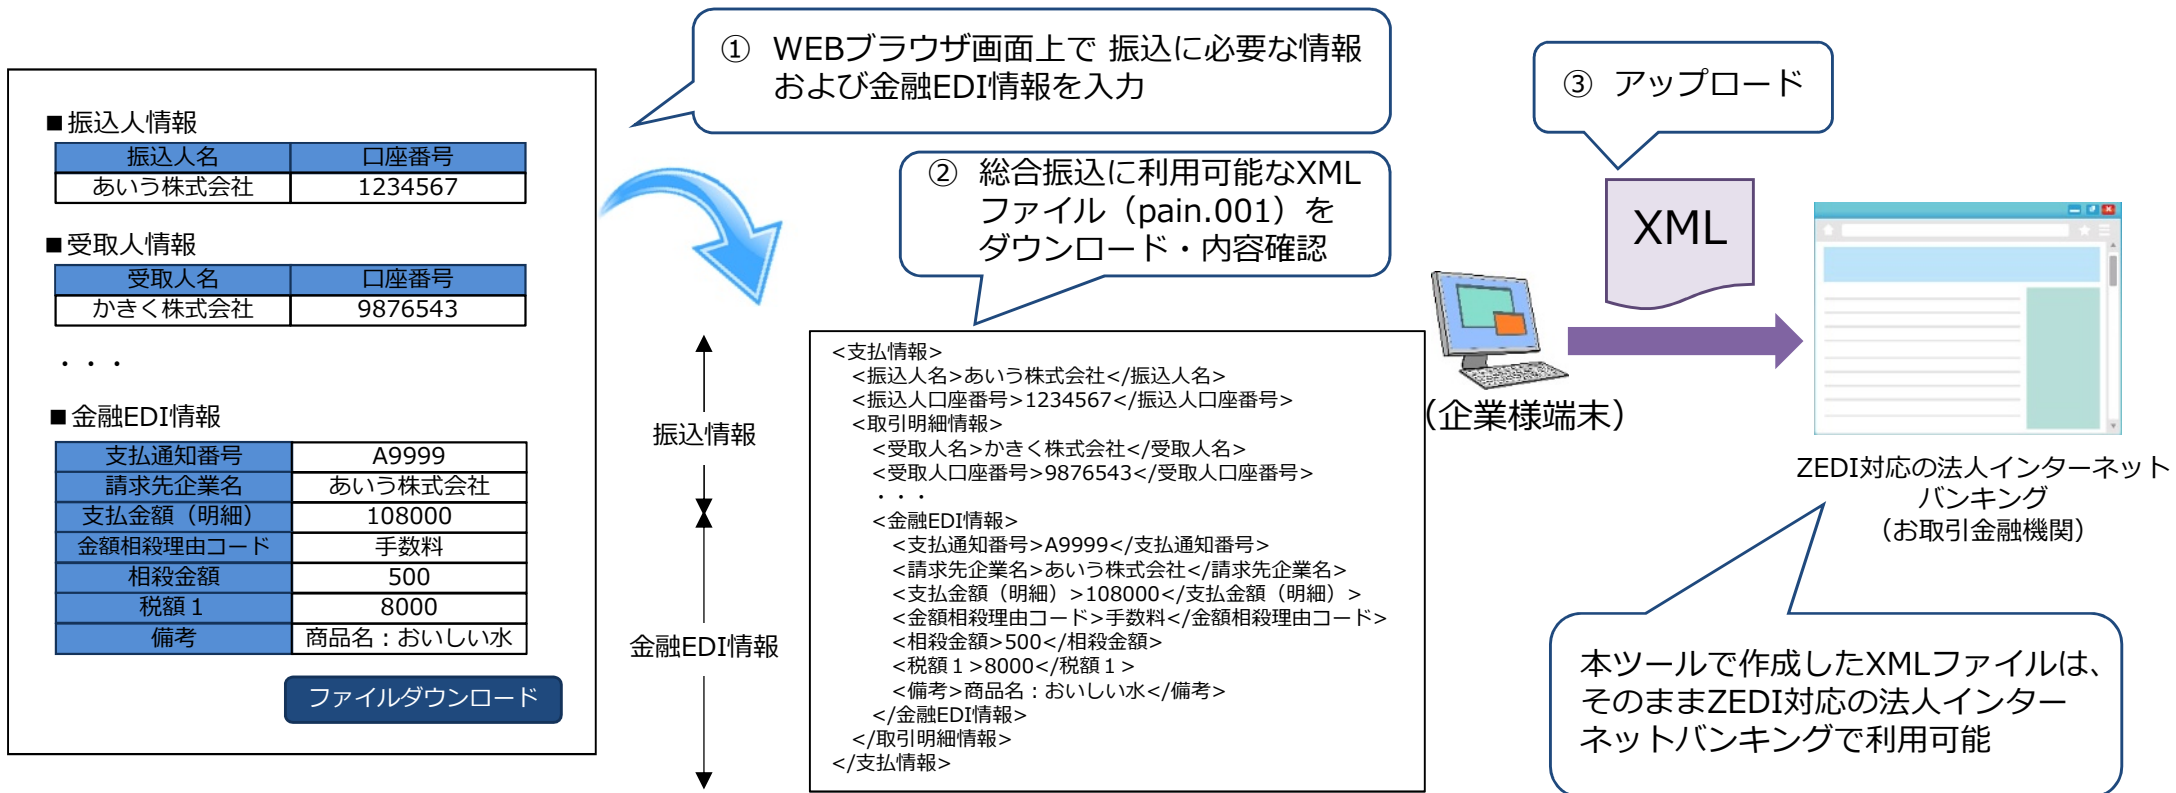 ① WEBブラウザ画面上で 振込に必要な情報
および金融EDI情報を入力
■振込人情報
振込人名 口座番号
あいう株式会社 1234567
■受取人情報
受取人名 口座番号
かきく株式会社 9876543
・・・
■金融EDI情報
支払通知番号 A9999
請求先企業名 あいう株式会社
支払金額（明細） 108000
金額相殺理由コード 手数料
相殺金額 500
税額１ 8000
備考 商品名：おいしい水
ファイルダウンロード
② 総合振込に利用可能なXML
ファイル（pain.001）を
ダウンロード・内容確認
振込情報
金融EDI情報
<支払情報>
<振込人名>あいう株式会社</振込人名>
<振込人口座番号>1234567</振込人口座番号>
<取引明細情報>
<受取人名>かきく株式会社</受取人名>
<受取人口座番号>9876543</受取人口座番号>
・・・
<金融EDI情報>
<支払通知番号>A9999</支払通知番号>
<請求先企業名>あいう株式会社</請求先企業名>
<支払金額（明細）>108000</支払金額（明細）>
<金額相殺理由コード>手数料</金額相殺理由コード>
<相殺金額>500</相殺金額>
<税額１>8000</税額１>
<備考>商品名：おいしい水</備考>
</金融EDI情報>
</取引明細情報>
</支払情報>
③ アップロード
XML
（企業様端末）
ZEDI対応の法人インターネット
バンキング
（お取引金融機関）
本ツールで作成したXMLファイルは、
そのままZEDI対応の法人インター
ネットバンキングで利用可能